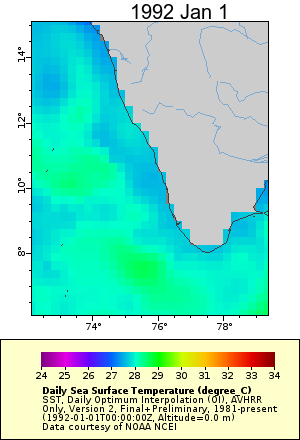 1992 Jan 1
14°
12°
10°
8°
74°
76°
78°
24 25 26 27 28 29 30 31 32 33 34
Daily Sea Surface Temperature (degree_C)
SST, Daily Optimum Interpolation (OI), AVHRR
Only, Version 2, Final+Preliminary, 1981-present
(1992-01-01T00:00:00Z, Altitude=0.0 m)
Data courtesy of NOAA NCEI